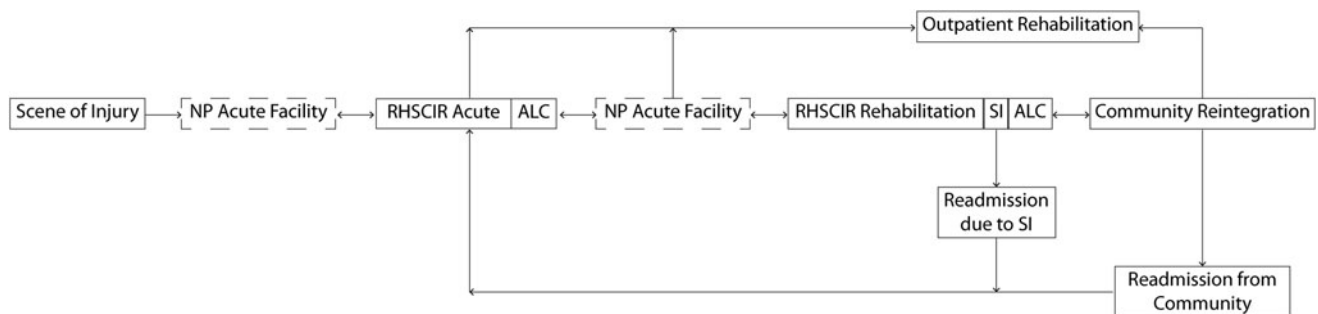 Outpatient Rehabilitation
Scene of Injury
NP Acute Facility
RHSCIR Acute
ALC
NP Acute Facility
RHSCIR Rehabilitation
SI
ALC
Community Reintegration
Readmission
due to SI
Readmission from
Community